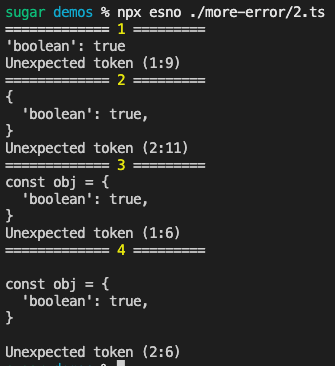 sugar demos % npx esno ./more-error/2.ts
============= 1 =========
'boolean': true
Unexpected token (1:9)
============= 2 =========
{
  'boolean': true,
}
Unexpected token (2:11)
============= 3 =========
const obj = {
  'boolean': true,
}
Unexpected token (1:6)
============= 4 =========

const obj = {
  'boolean': true,
}

Unexpected token (2:6)